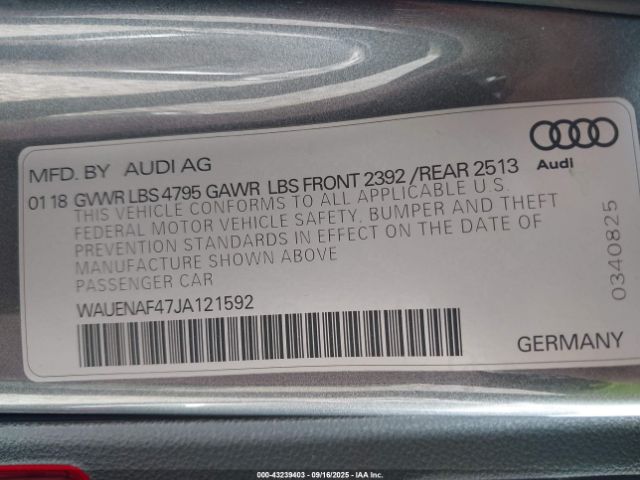 MFD. BY AUDI AG
Audi
01 18 GVWR LBS 4795 GAWR LBS FRONT 2392 /REAR 2513
THIS VEHICLE CONFORMS TO ALL APPLICABLE U.S.
FEDERAL MOTOR VEHICLE SAFETY, BUMPER AND THEFT
PREVENTION STANDARDS IN EFFECT ON THE DATE OF
MANUFACTURE SHOWN ABOVE
PASSENGER CAR
WAUENAF47JA121592
0340825
GERMANY
000-43239403 - 09/16/2025 - IAA Inc.